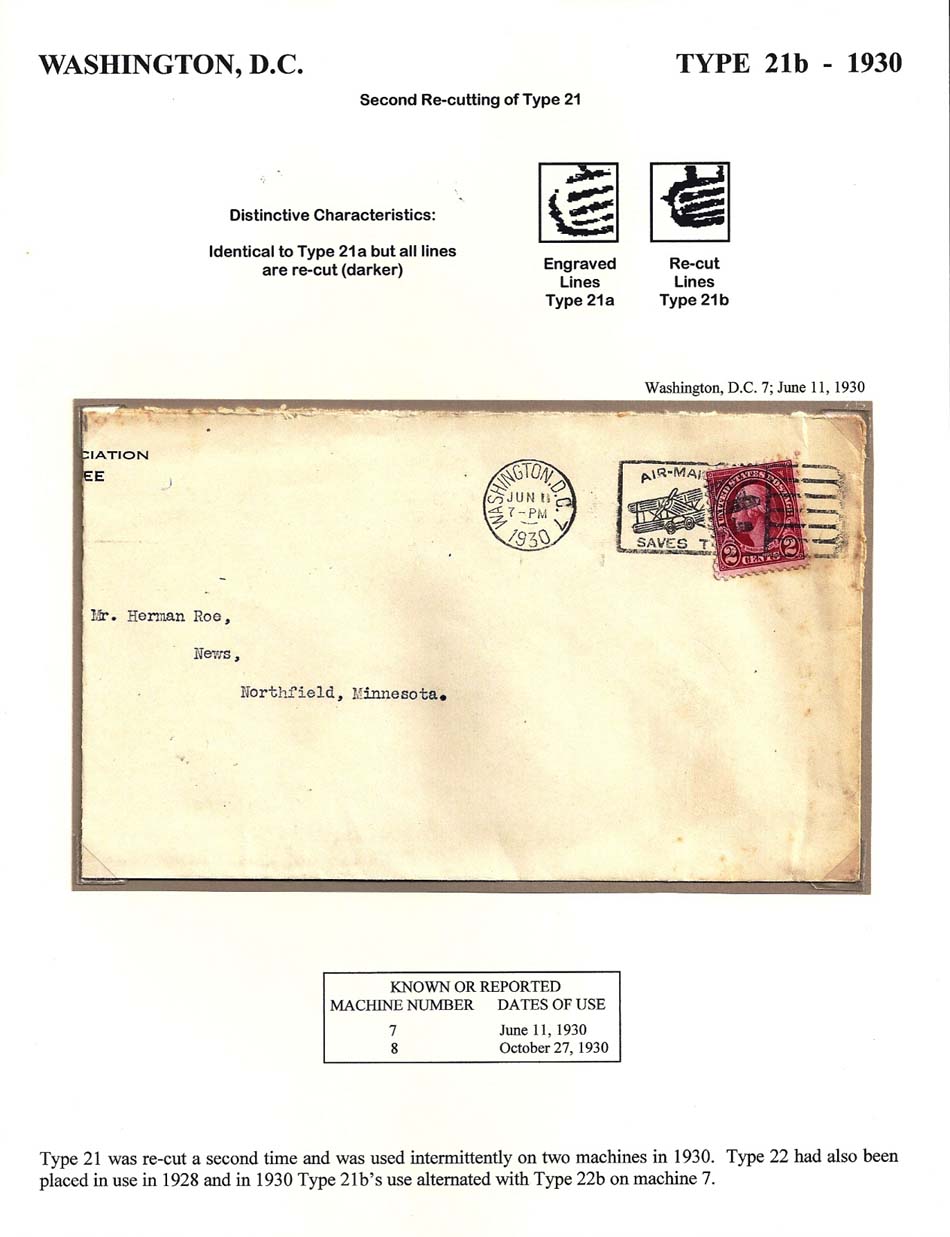 WASHINGTON, D.C.
TYPE 21b - 1930
Second Re-cutting of Type 21
Distinctive Characteristics:
Identical to Type 21a but all lines
are re-cut (darker)
Engraved
Lines
Type 21a
Re-cut
Lines
Type 21b
Washington, D.C. 7; June 11, 1930
CIATION
EE
WASHINGTON, D.C. 7
JUN 11
7-PM
1930
AIR-MAI
SAVES T
UNITED STATES POSTAGE
2 CENTS 2
Mr. Herman Roe,
News,
Northfield, Minnesota.
KNOWN OR REPORTED
MACHINE NUMBER DATES OF USE
7 June 11, 1930
8 October 27, 1930
Type 21 was re-cut a second time and was used intermittently on two machines in 1930. Type 22 had also been
placed in use in 1928 and in 1930 Type 21b's use alternated with Type 22b on machine 7.